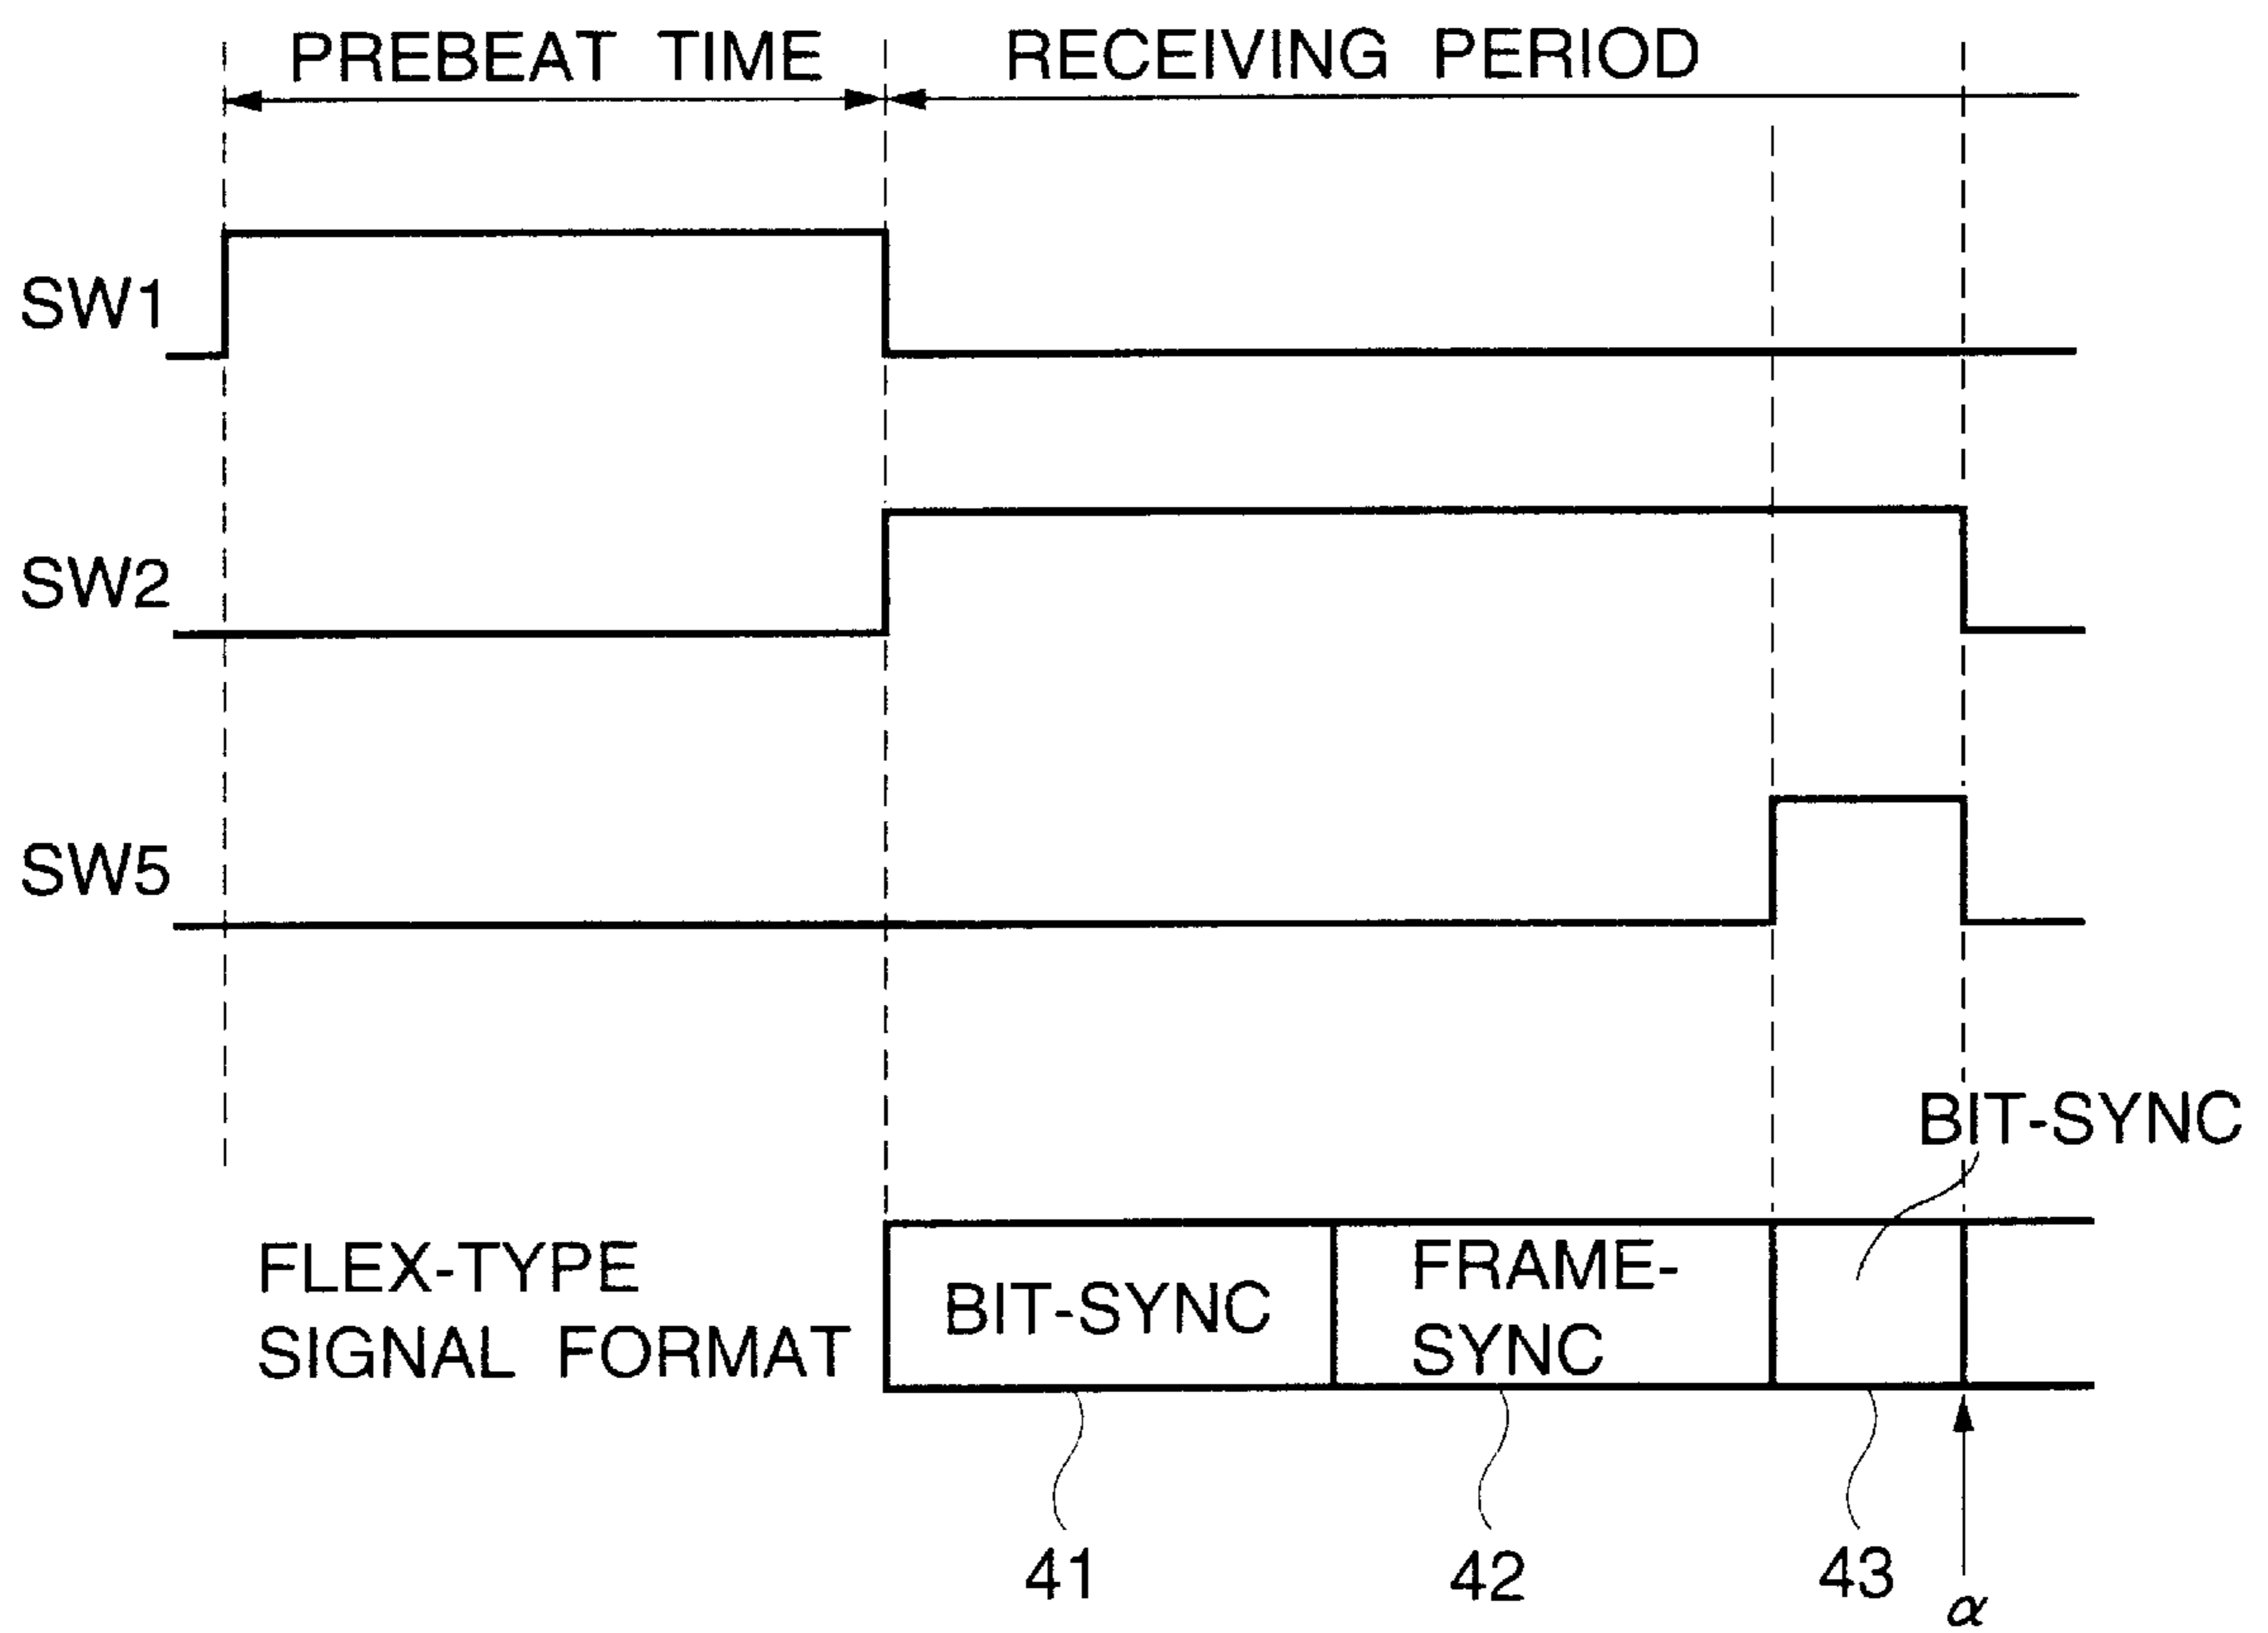 PREBEAT TIME
RECEIVING PERIOD
SW1
SW2
SW5
BIT-SYNC
FLEX-TYPE
SIGNAL FORMAT
BIT-SYNC
FRAME-
SYNC
41
42
43
α